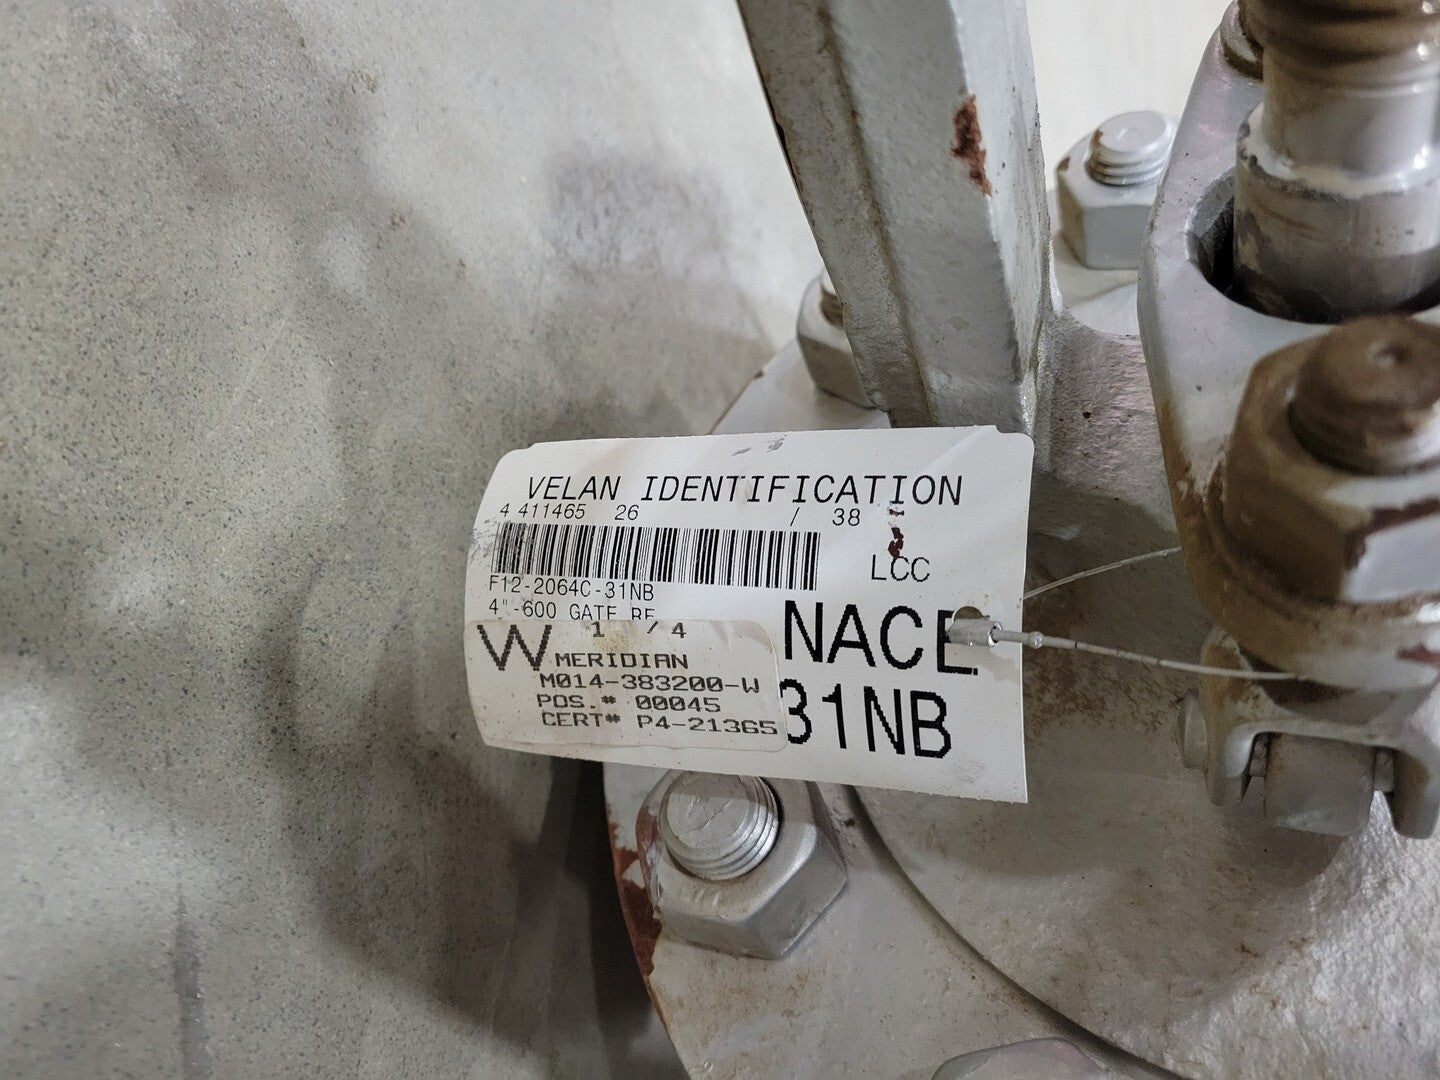 VELAN IDENTIFICATION
4 411465 26 / 38
LCC
F12-2064C-31NB
4"-600 GATE RF
NACE
31NB
W 1 / 4
MERIDIAN
M014-383200-W
POS.# 00045
CERT# P4-21365